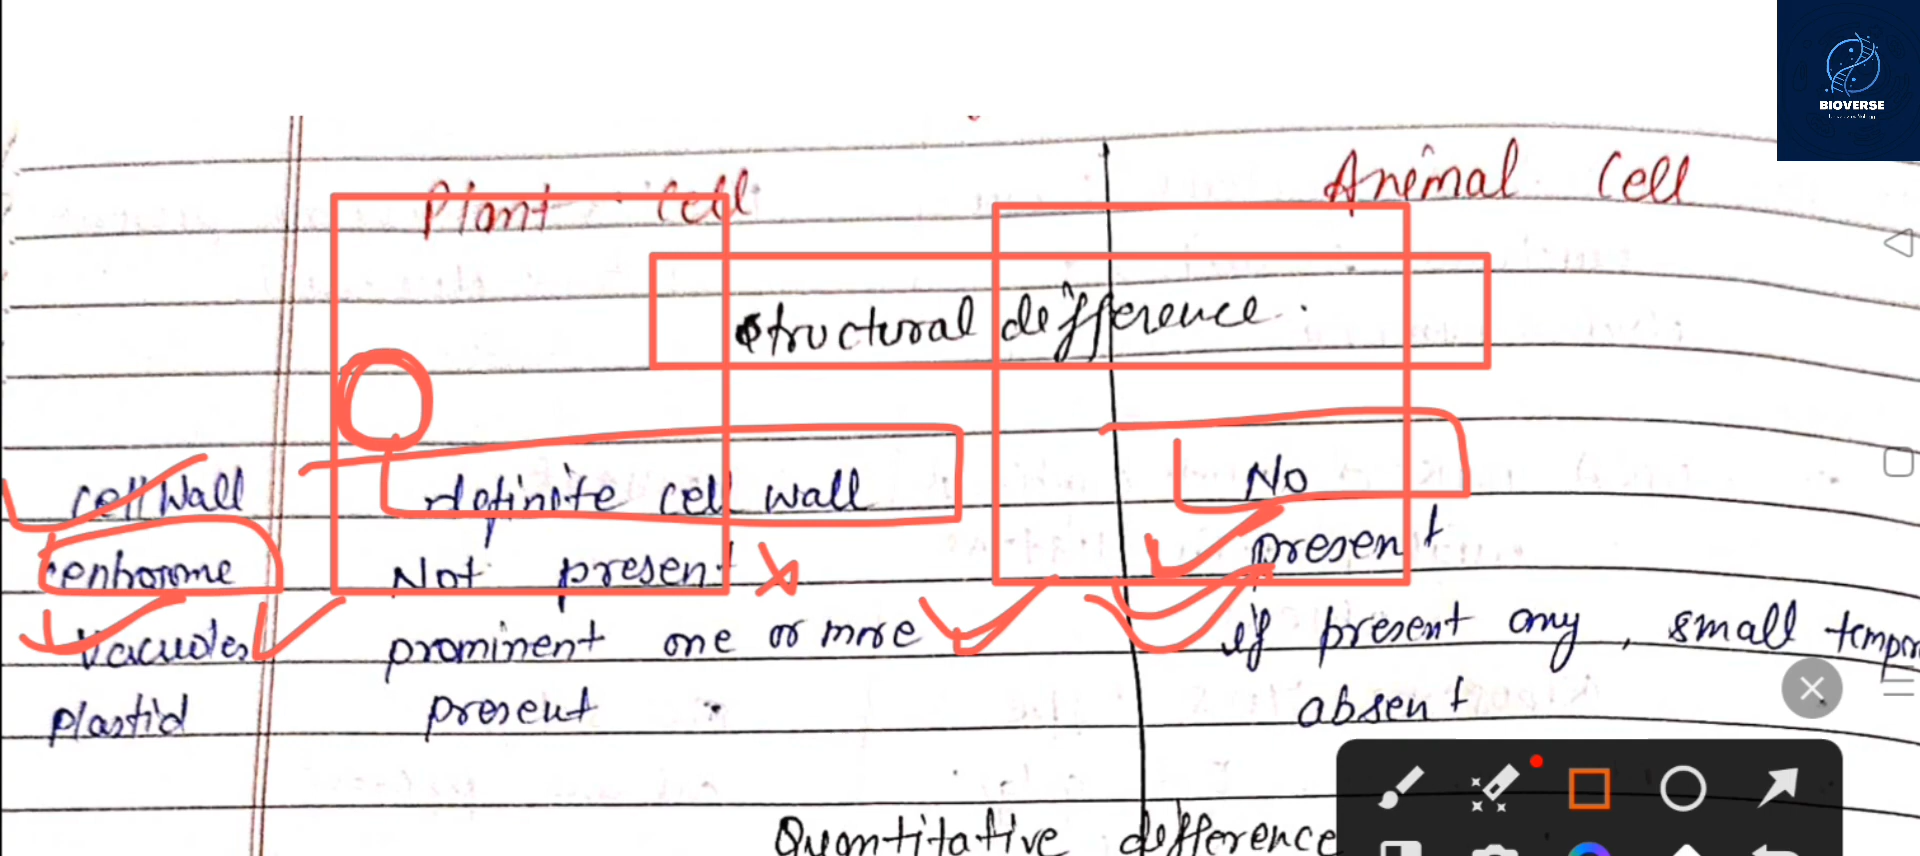 BIOVERSE
Plant Cell Animal Cell
structural difference.
Cell Wall definite cell wall No
cenhorome Not present present
Vacuoles prominent one or more if present any, small
Plastid present absent
Quantitative difference